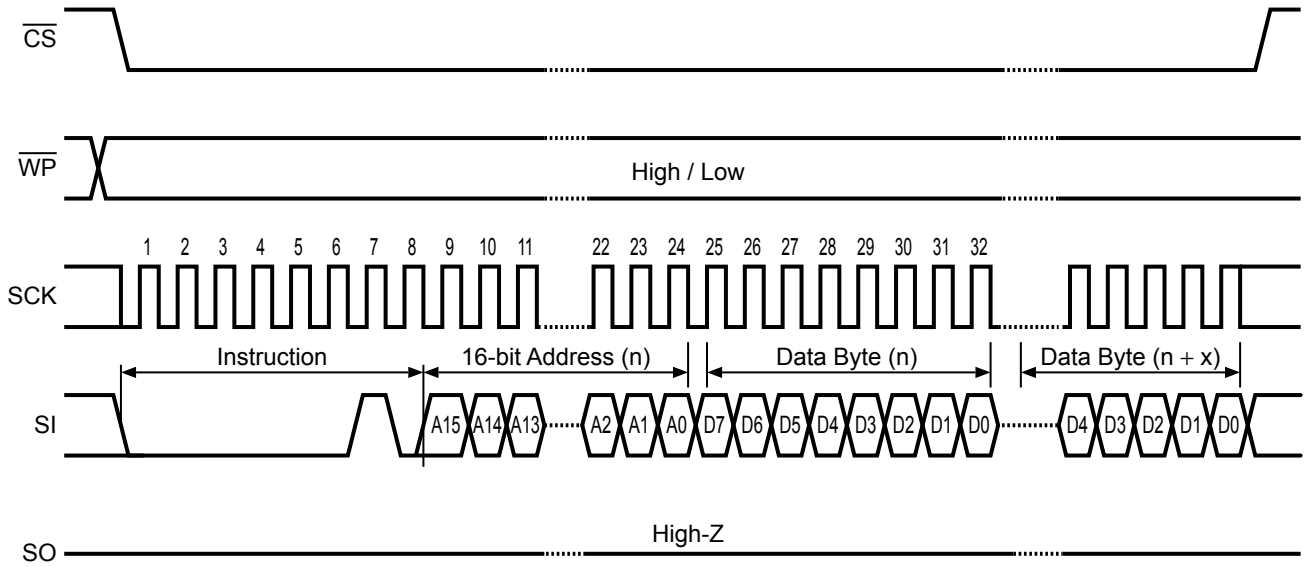 CS
WP
High / Low
1 2 3 4 5 6 7 8 9 10 11 22 23 24 25 26 27 28 29 30 31 32
SCK
Instruction 16-bit Address (n) Data Byte (n) Data Byte (n + x)
SI A15 A14 A13 A2 A1 A0 D7 D6 D5 D4 D3 D2 D1 D0 D4 D3 D2 D1 D0
High-Z
SO